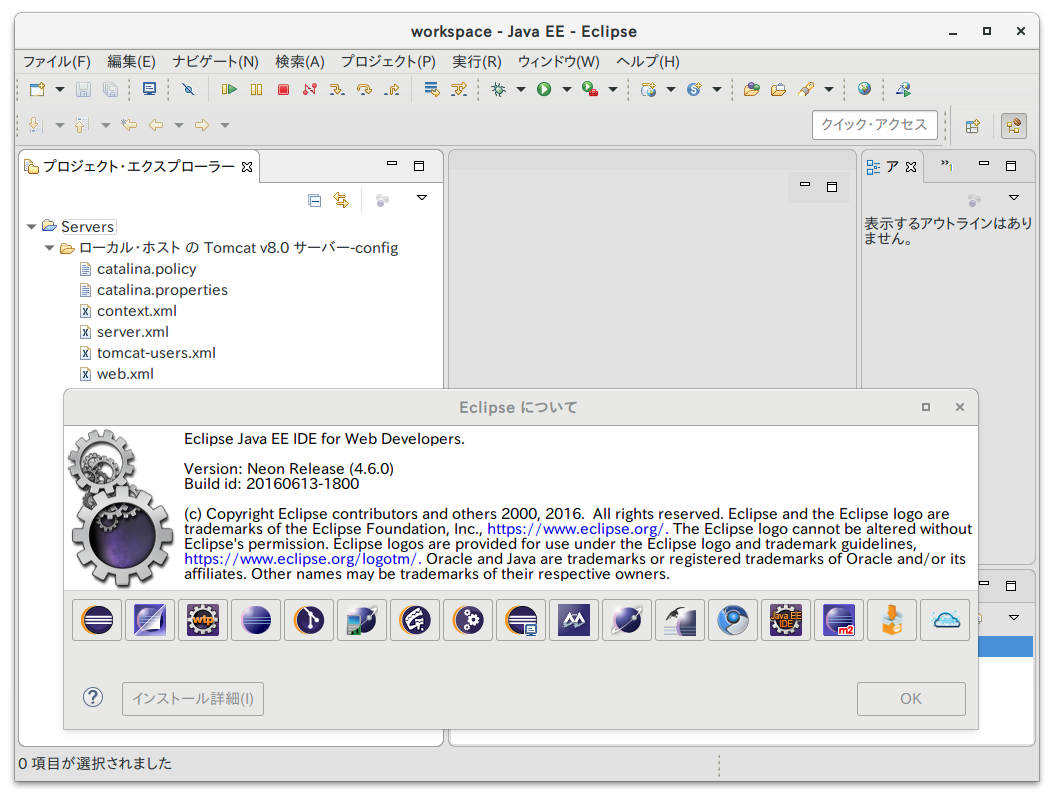 workspace - Java EE - Eclipse
ファイル(F) 編集(E) ナビゲート(N) 検索(A) プロジェクト(P) 実行(R) ウィンドウ(W) ヘルプ(H)
クイック・アクセス
プロジェクト・エクスプローラー
ア
»1
表示するアウトラインはあり
ません。
Servers
ローカル・ホスト の Tomcat v8.0 サーバー-config
catalina.policy
catalina.properties
context.xml
server.xml
tomcat-users.xml
web.xml
Eclipse について
Eclipse Java EE IDE for Web Developers.
Version: Neon Release (4.6.0)
Build id: 20160613-1800
(c) Copyright Eclipse contributors and others 2000, 2016.  All rights reserved. Eclipse and the Eclipse logo are
trademarks of the Eclipse Foundation, Inc., https://www.eclipse.org/. The Eclipse logo cannot be altered without
Eclipse's permission. Eclipse logos are provided for use under the Eclipse logo and trademark guidelines,
https://www.eclipse.org/logotm/. Oracle and Java are trademarks or registered trademarks of Oracle and/or its
affiliates. Other names may be trademarks of their respective owners.
wtp
Java EE
IDE
m2
インストール詳細(I)
OK
0 項目が選択されました